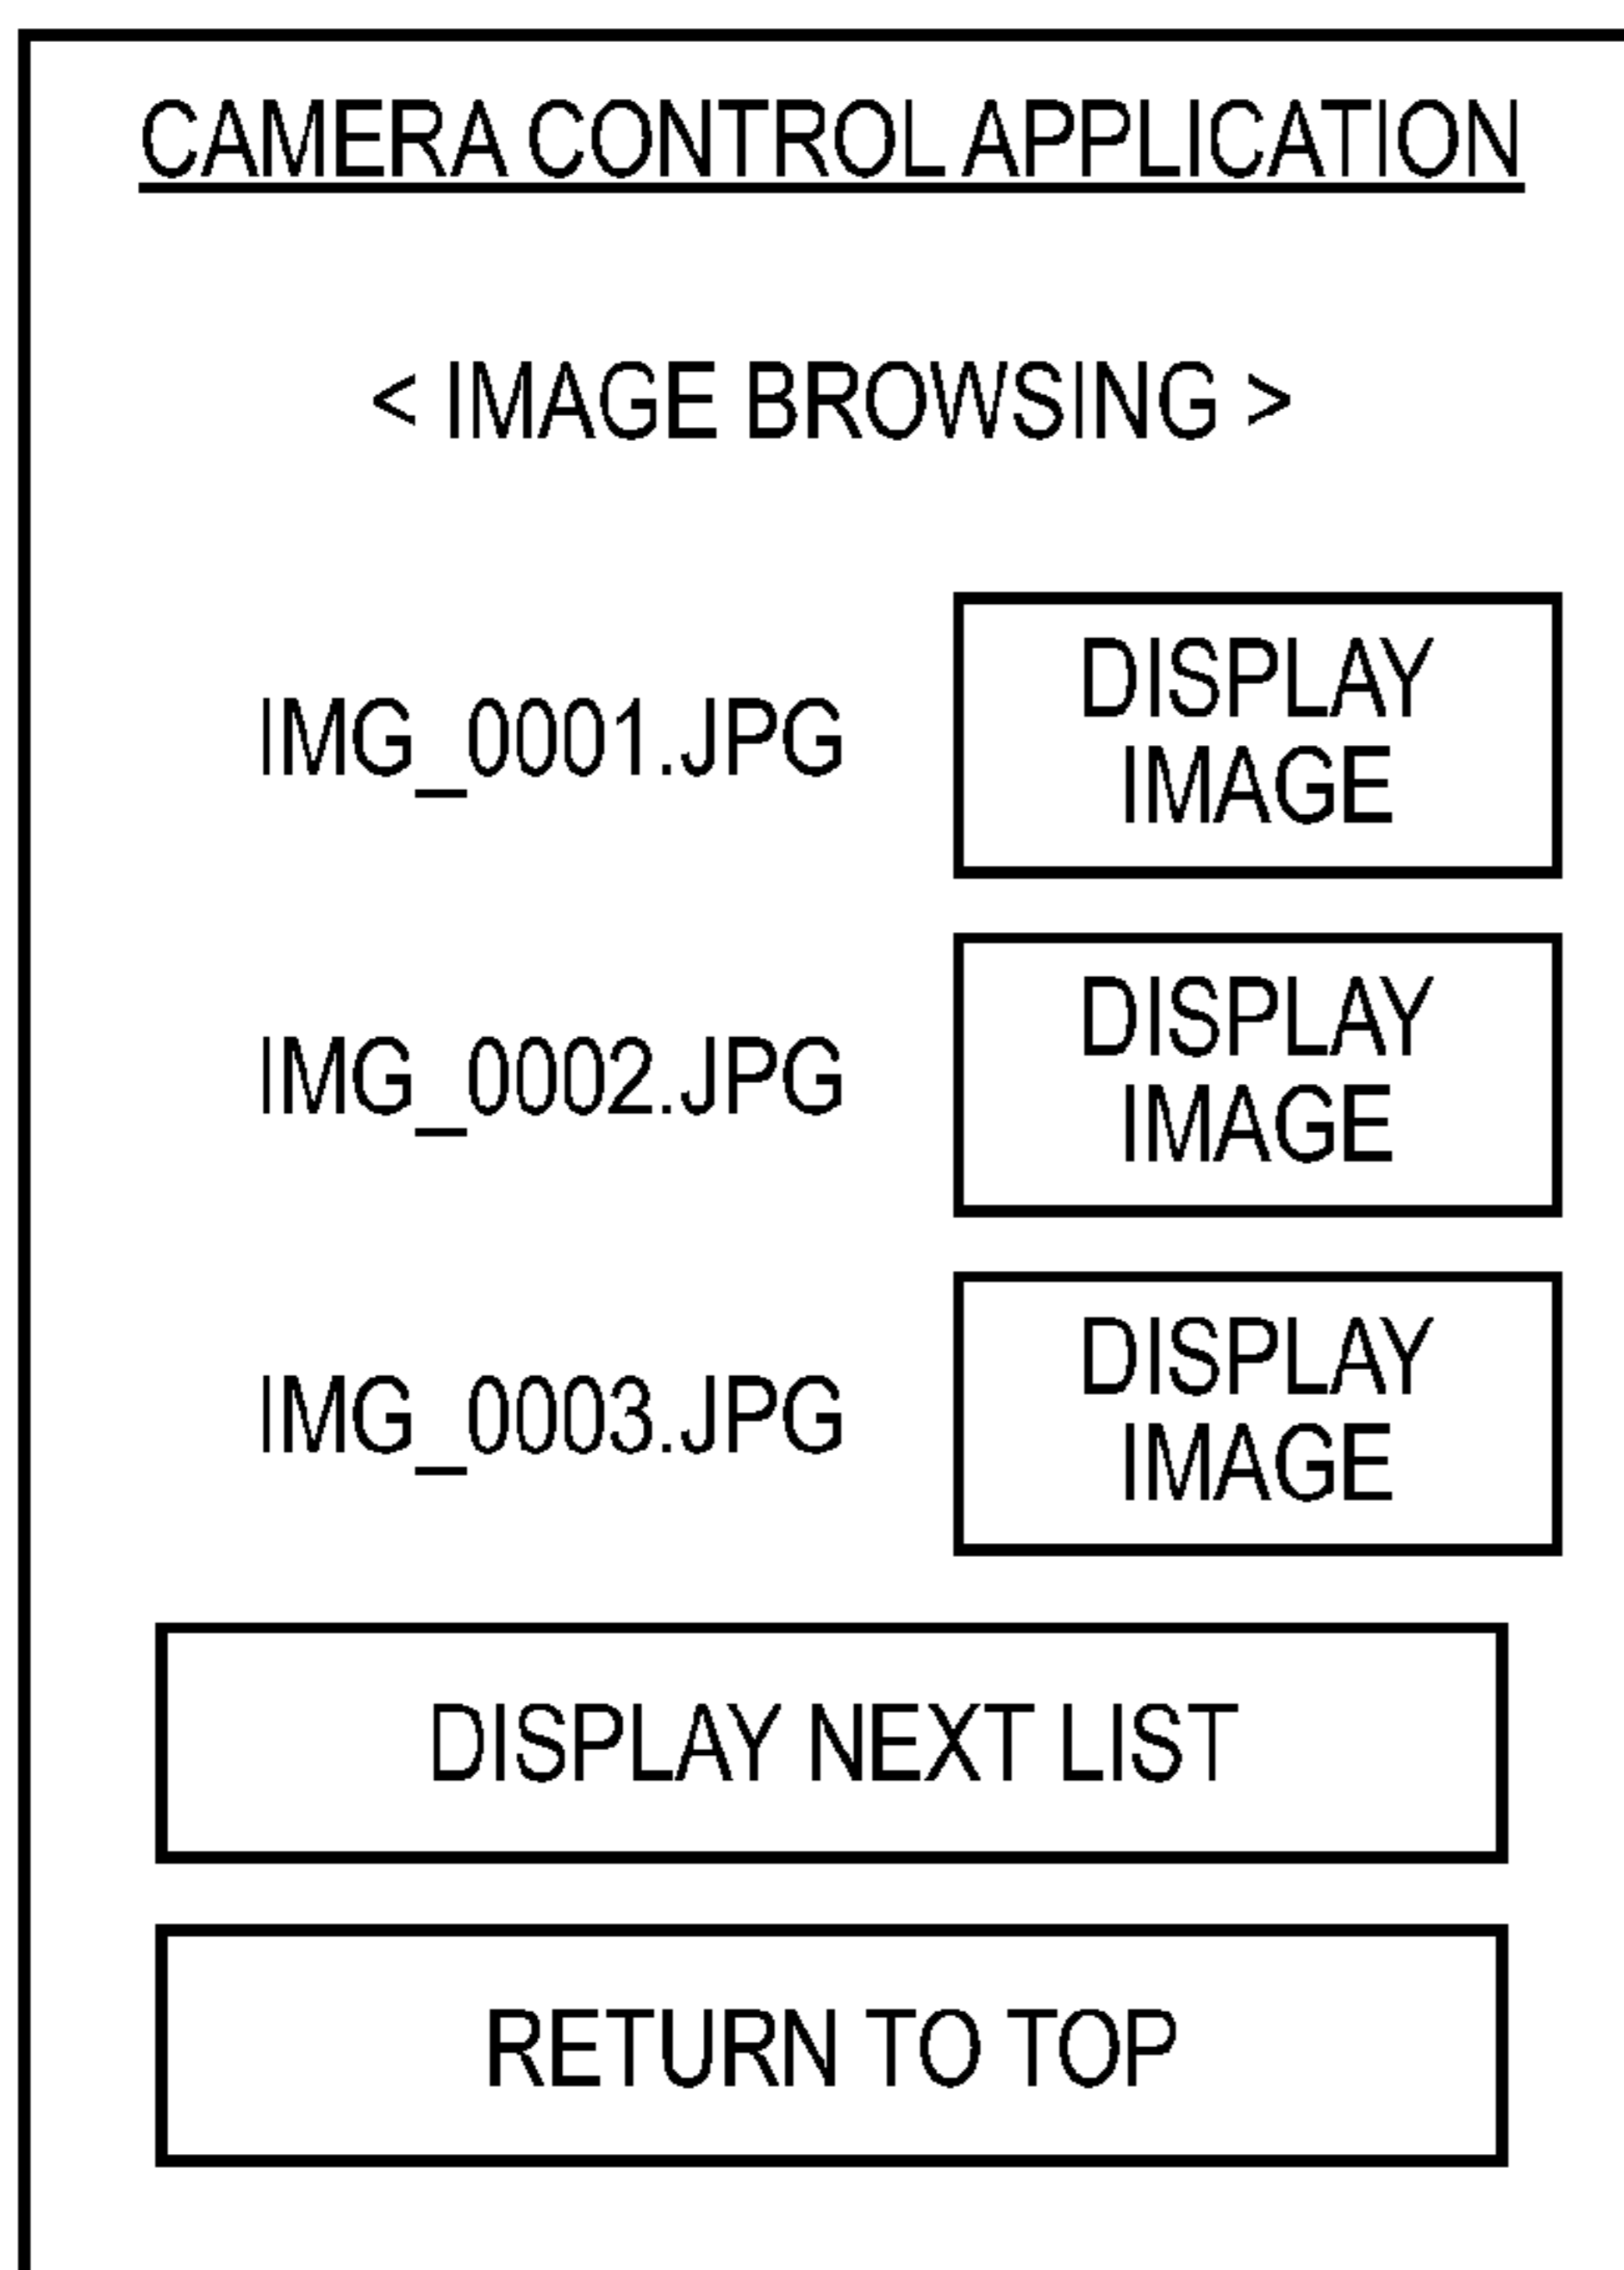 CAMERA CONTROL APPLICATION
< IMAGE BROWSING >
IMG_0001.JPG
DISPLAY
IMAGE
IMG_0002.JPG
DISPLAY
IMAGE
IMG_0003.JPG
DISPLAY
IMAGE
DISPLAY NEXT LIST
RETURN TO TOP